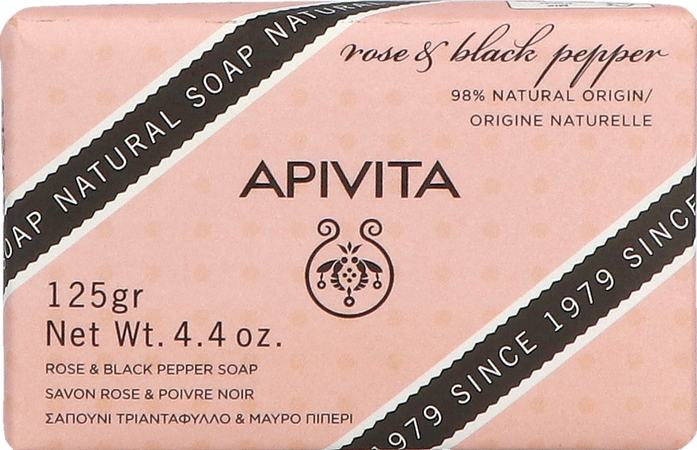 OAP NATURAL SOAP NATURAL
rose & black pepper
98% NATURAL ORIGIN/
ORIGINE NATURELLE
APIVITA
125gr
Net Wt. 4.4 oz.
ROSE & BLACK PEPPER SOAP
SAVON ROSE & POIVRE NOIR
ΣΑΠΟΥΝΙ ΤΡΙΑΝΤΑΦΥΛΛΟ & ΜΑΥΡΟ ΠΙΠΕΡΙ
1979 SINCE 1979 SINCE